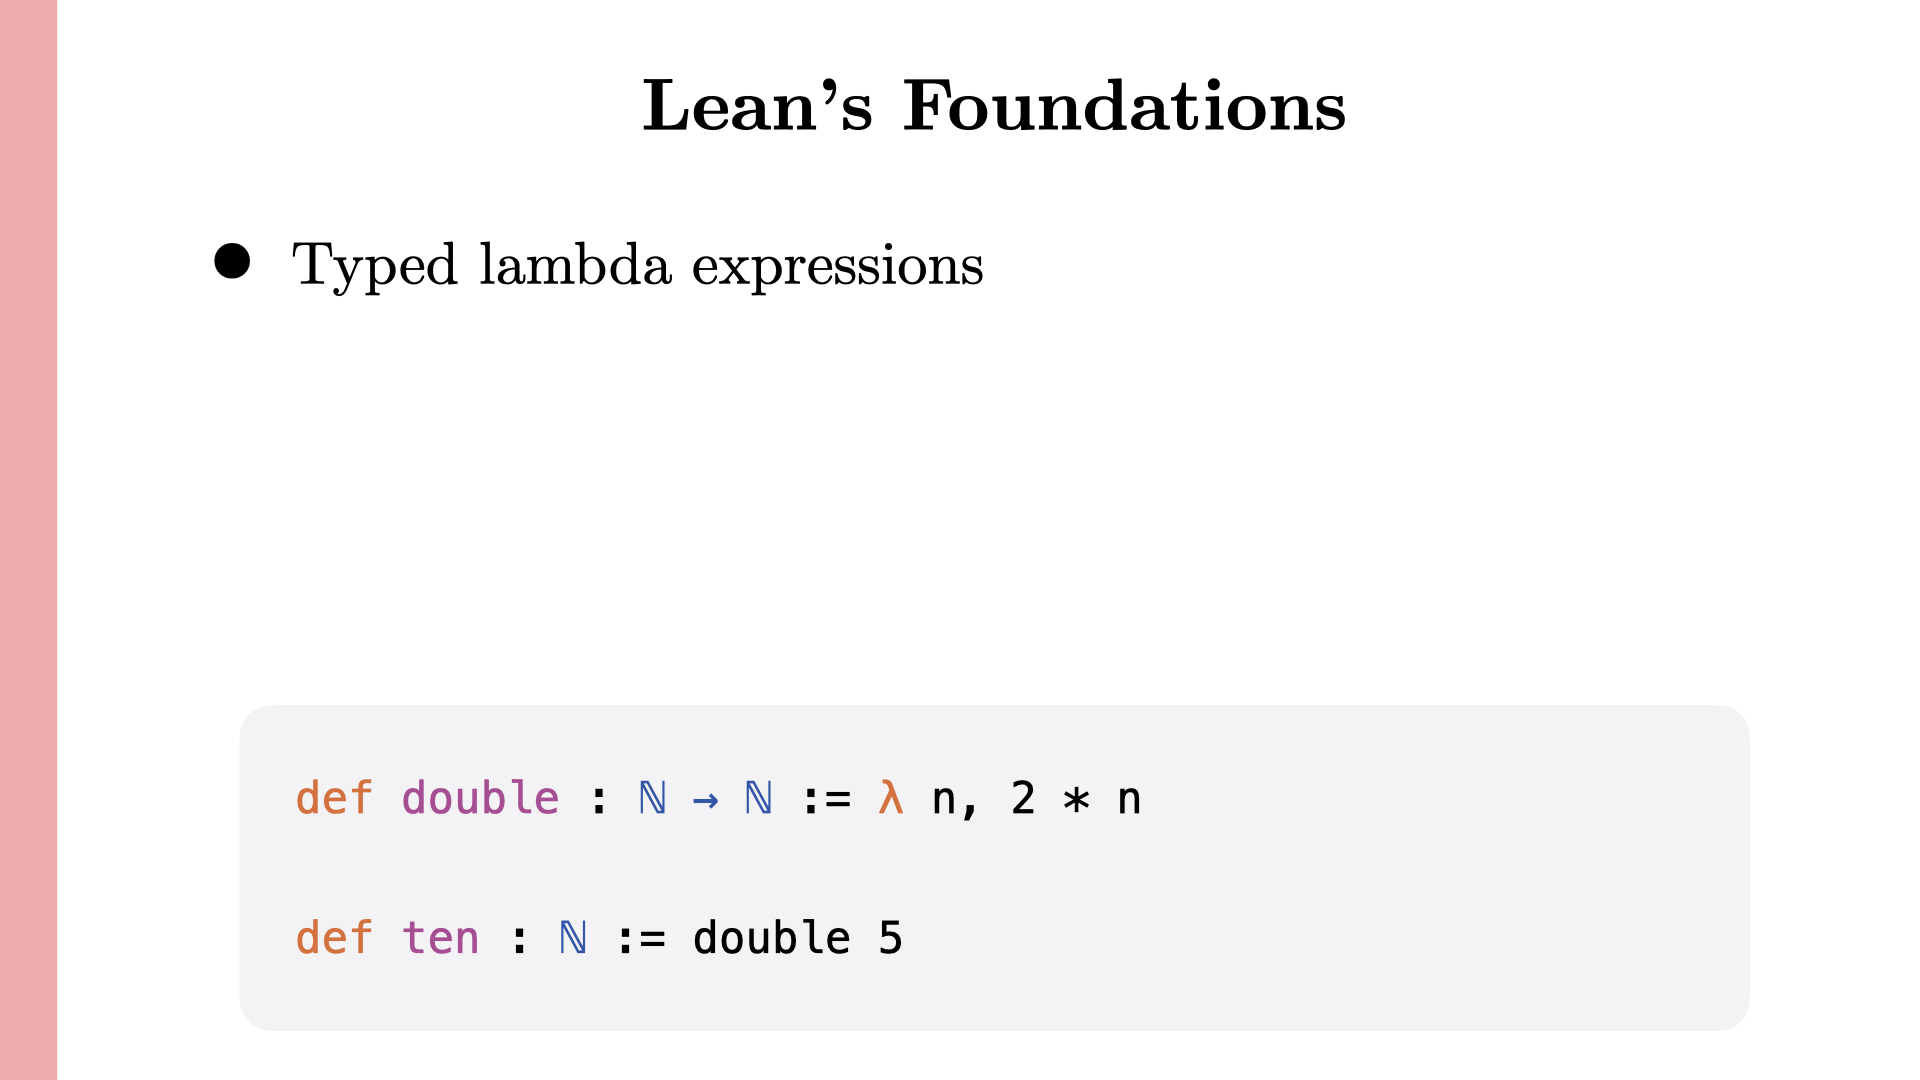 Lean’s Foundations
● Typed lambda expressions
def double : ℕ → ℕ := λ n, 2 * n
def ten : ℕ := double 5